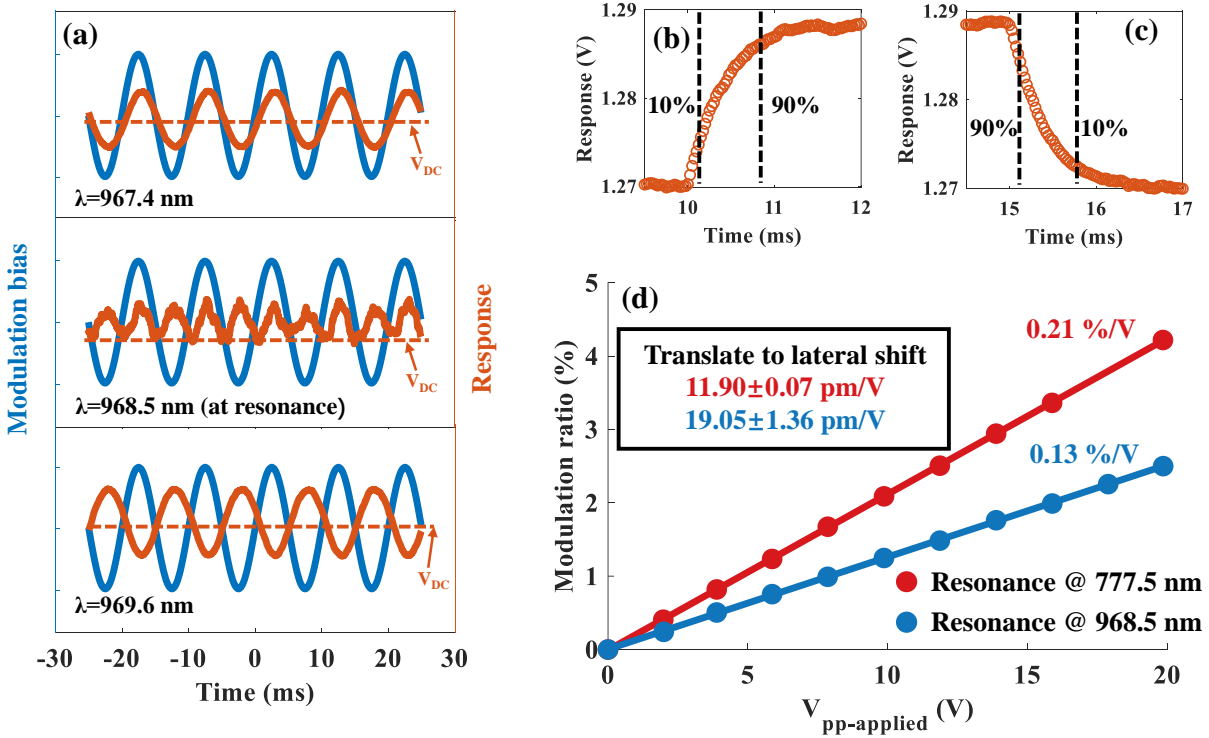 (a)
V_DC
λ=967.4 nm
V_DC
λ=968.5 nm (at resonance)
V_DC
λ=969.6 nm
Modulation bias
Response
-30 -20 -10 0 10 20 30
Time (ms)
(b)
1.29
1.28
1.27
Response (V)
10%
90%
10 11 12
Time (ms)
(c)
1.29
1.28
1.27
Response (V)
90%
10%
15 16 17
Time (ms)
(d)
5
4
3
2
1
0
Modulation ratio (%)
Translate to lateral shift
11.90±0.07 pm/V
19.05±1.36 pm/V
0.21 %/V
0.13 %/V
Resonance @ 777.5 nm
Resonance @ 968.5 nm
0 5 10 15 20
V_pp-applied (V)